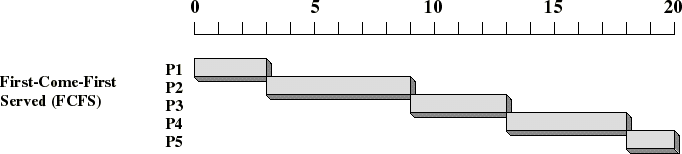 0 5 10 15 20
First-Come-First
Served (FCFS)
P1
P2
P3
P4
P5